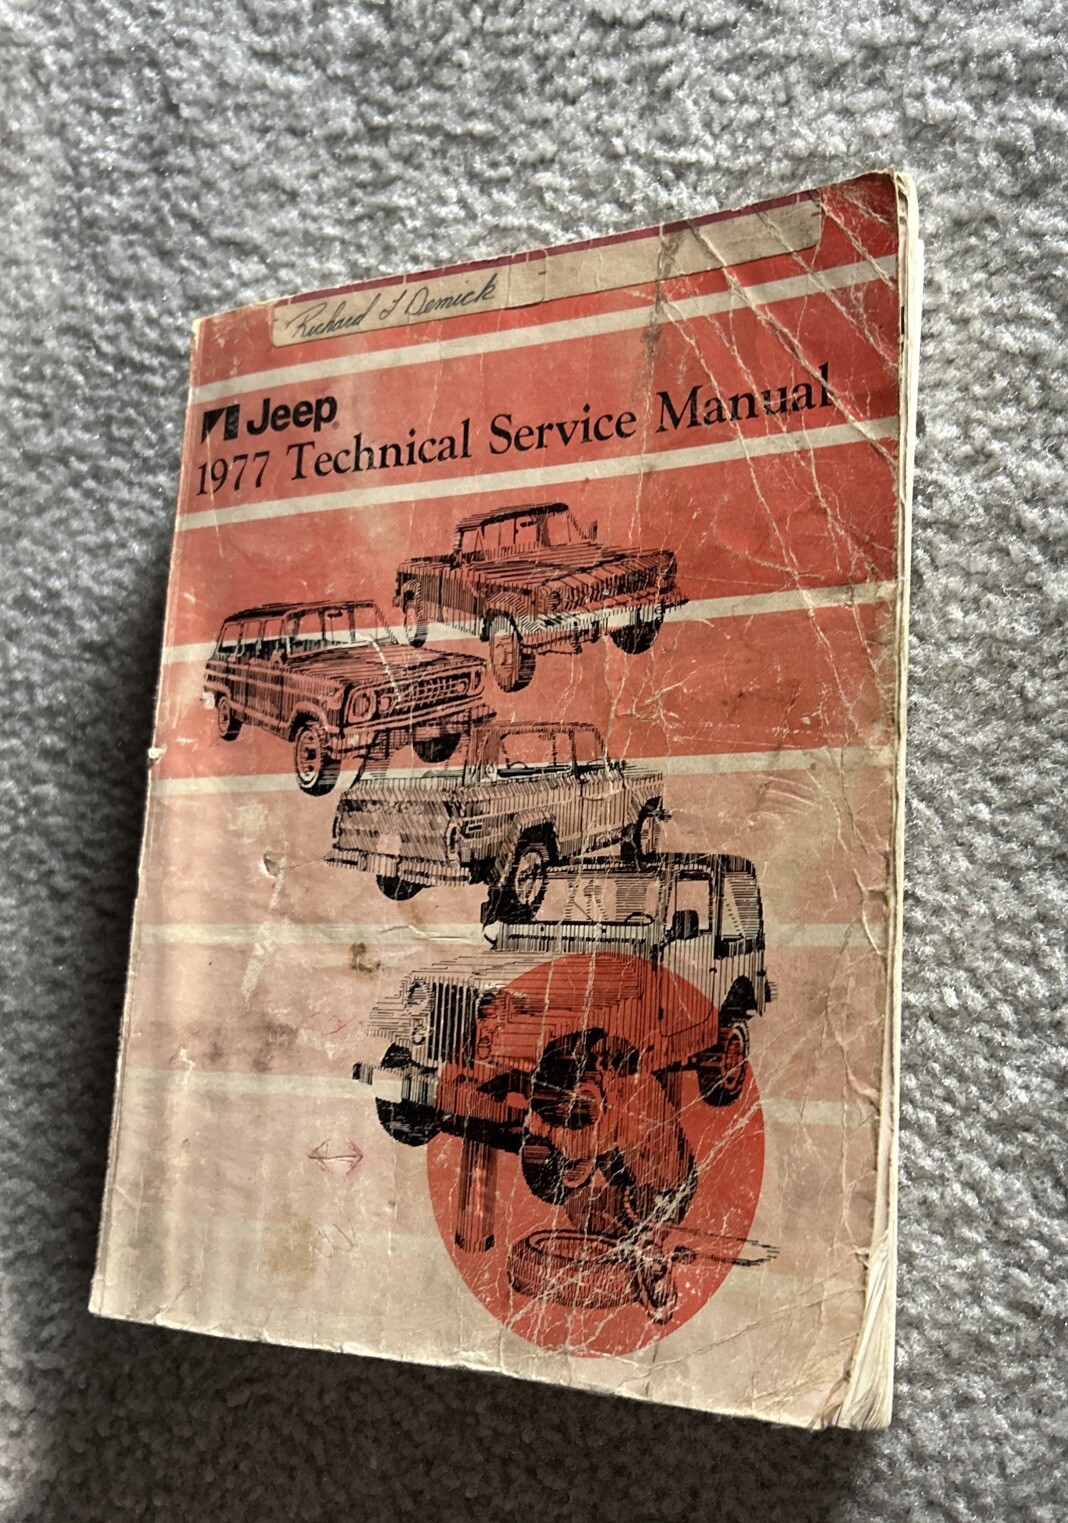 Richard L Demick
Jeep®
1977 Technical Service Manual